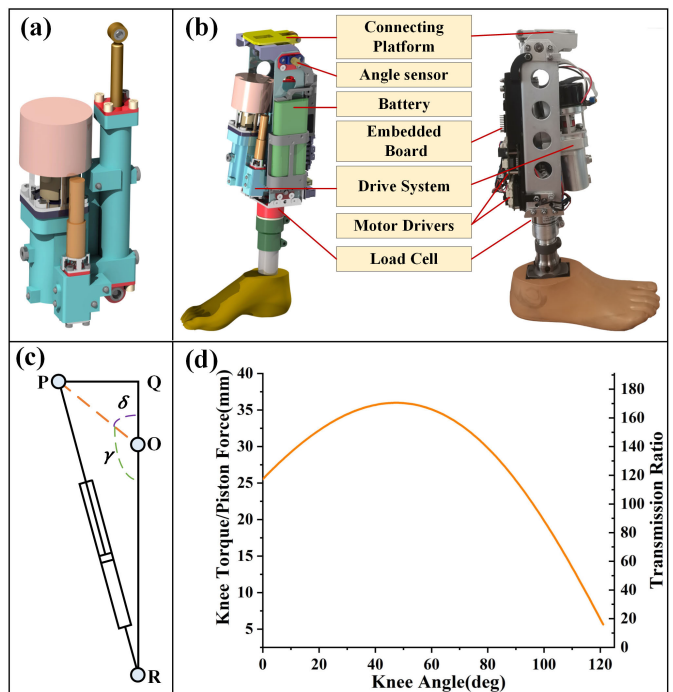 (a)
(b)
Connecting
Platform
Angle sensor
Battery
Embedded
Board
Drive System
Motor Drivers
Load Cell
(c)
P
Q
δ
O
γ
R
(d)
Knee Torque/Piston Force(mm)
40
35
30
25
20
15
10
5
0
20
40
60
80
100
120
Knee Angle(deg)
180
160
140
120
100
80
60
40
20
0
Transmission Ratio